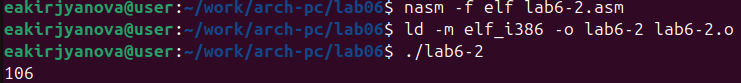 eakirjyanova@user:~/work/arch-pc/lab06$ nasm -f elf lab6-2.asm
eakirjyanova@user:~/work/arch-pc/lab06$ ld -m elf_i386 -o lab6-2 lab6-2.o
eakirjyanova@user:~/work/arch-pc/lab06$ ./lab6-2
106